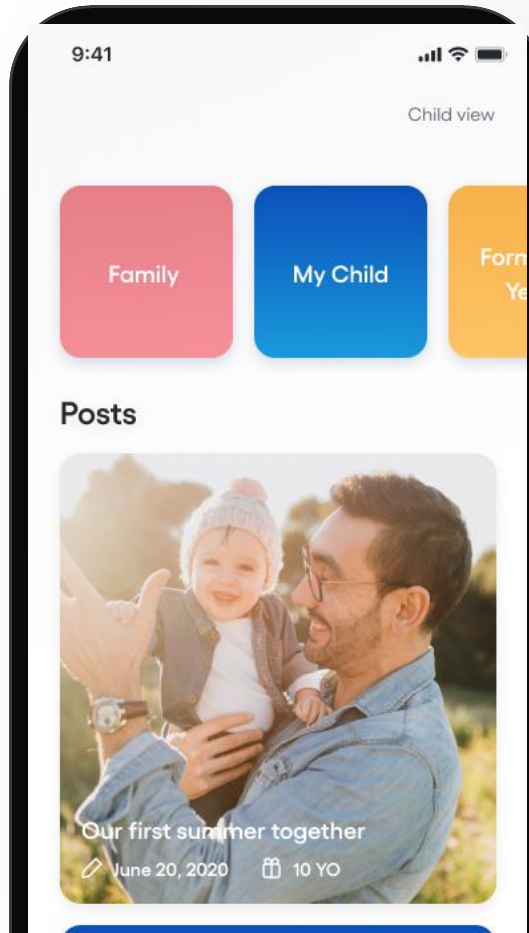 9:41
Child view
Family
My Child
Posts
Our first summer together
June 20, 2020
10 YO